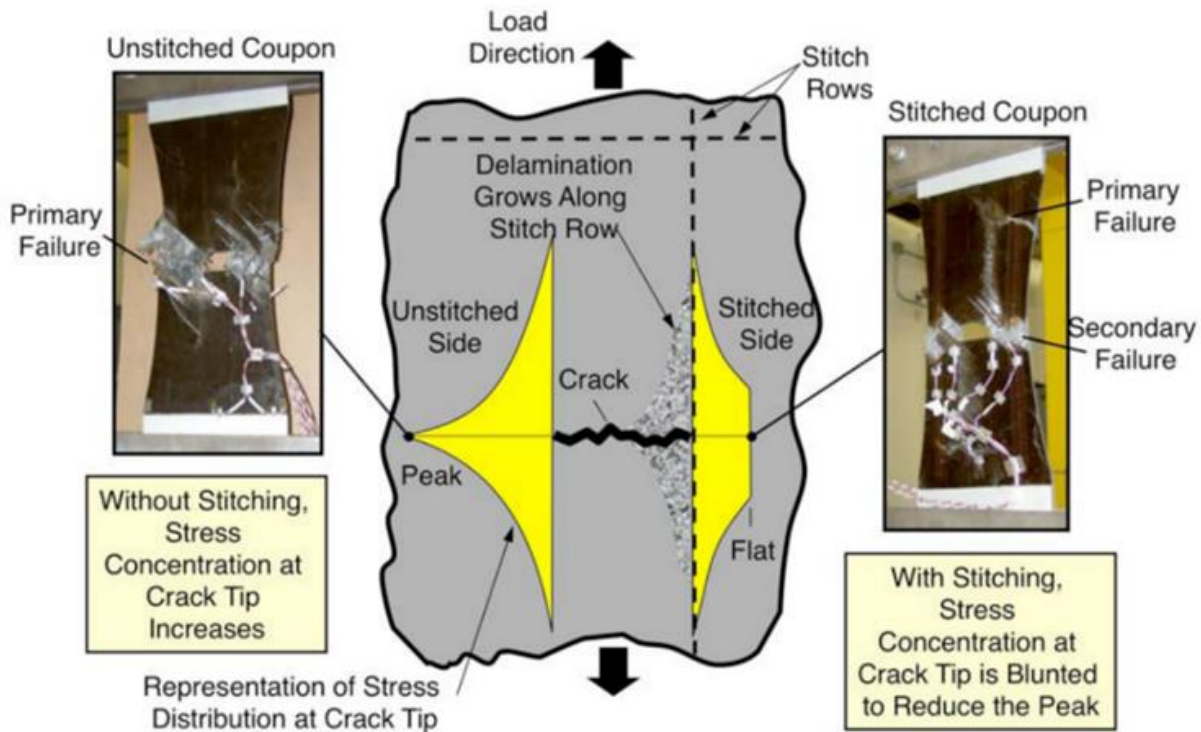 Unstitched Coupon
Load
Direction
Stitch
Rows
Stitched Coupon
Delamination
Grows Along
Stitch Row
Primary
Failure
Primary
Failure
Unstitched
Side
Stitched
Side
Secondary
Failure
Crack
Peak
Flat
Without Stitching,
Stress
Concentration at
Crack Tip
Increases
With Stitching,
Stress
Concentration at
Crack Tip is Blunted
to Reduce the Peak
Representation of Stress
Distribution at Crack Tip